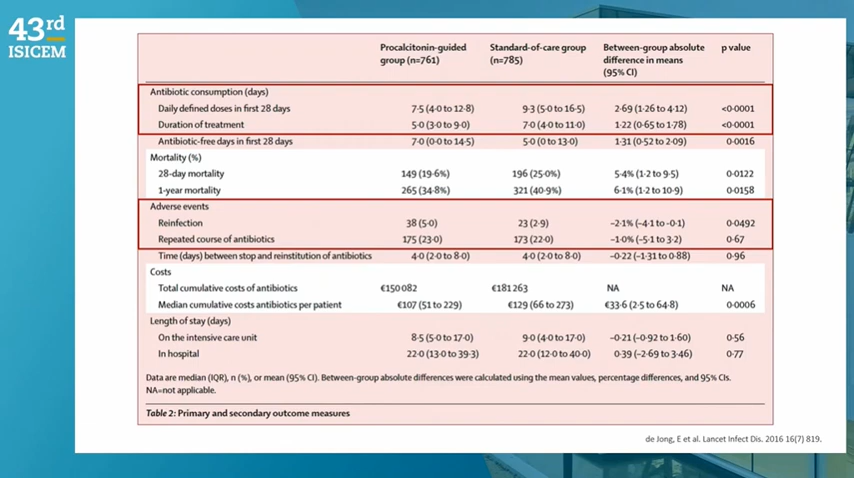 43rd
ISICEM
Procalcitonin-guided group (n=761) Standard-of-care group (n=785) Between-group absolute difference in means (95% CI) p value
Antibiotic consumption (days)
Daily defined doses in first 28 days 7·5 (4·0 to 12·8) 9·3 (5·0 to 16·5) 2·69 (1·26 to 4·12) <0·0001
Duration of treatment 5·0 (3·0 to 9·0) 7·0 (4·0 to 11·0) 1·22 (0·65 to 1·78) <0·0001
Antibiotic-free days in first 28 days 7·0 (0·0 to 14·5) 5·0 (0 to 13·0) 1·31 (0·52 to 2·09) 0·0016
Mortality (%)
28-day mortality 149 (19·6%) 196 (25·0%) 5·4% (1·2 to 9·5) 0·0122
1-year mortality 265 (34·8%) 321 (40·9%) 6·1% (1·2 to 10·9) 0·0158
Adverse events
Reinfection 38 (5·0) 23 (2·9) –2·1% (–4·1 to -0·1) 0·0492
Repeated course of antibiotics 175 (23·0) 173 (22·0) –1·0% (–5·1 to 3·2) 0·67
Time (days) between stop and reinstitution of antibiotics 4·0 (2·0 to 8·0) 4·0 (2·0 to 8·0) –0·22 (–1·31 to 0·88) 0·96
Costs
Total cumulative costs of antibiotics €150 082 €181 263 NA NA
Median cumulative costs antibiotics per patient €107 (51 to 229) €129 (66 to 273) €33·6 (2·5 to 64·8) 0·0006
Length of stay (days)
On the intensive care unit 8·5 (5·0 to 17·0) 9·0 (4·0 to 17·0) –0·21 (–0·92 to 1·60) 0·56
In hospital 22·0 (13·0 to 39·3) 22·0 (12·0 to 40·0) 0·39 (–2·69 to 3·46) 0·77
Data are median (IQR), n (%), or mean (95% CI). Between-group absolute differences were calculated using the mean values, percentage differences, and 95% CIs.
NA=not applicable.
Table 2: Primary and secondary outcome measures
de Jong, E et al. Lancet Infect Dis. 2016 16(7) 819.